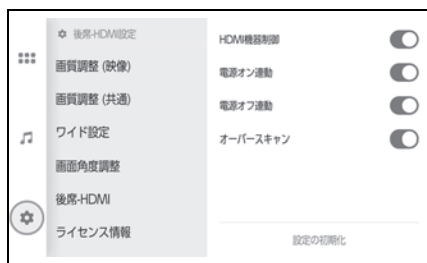 後席-HDMI設定
画質調整 (映像)
画質調整 (共通)
ワイド設定
画面角度調整
後席-HDMI
ライセンス情報
HDMI機器制御
電源オン連動
電源オフ連動
オーバースキャン
設定の初期化